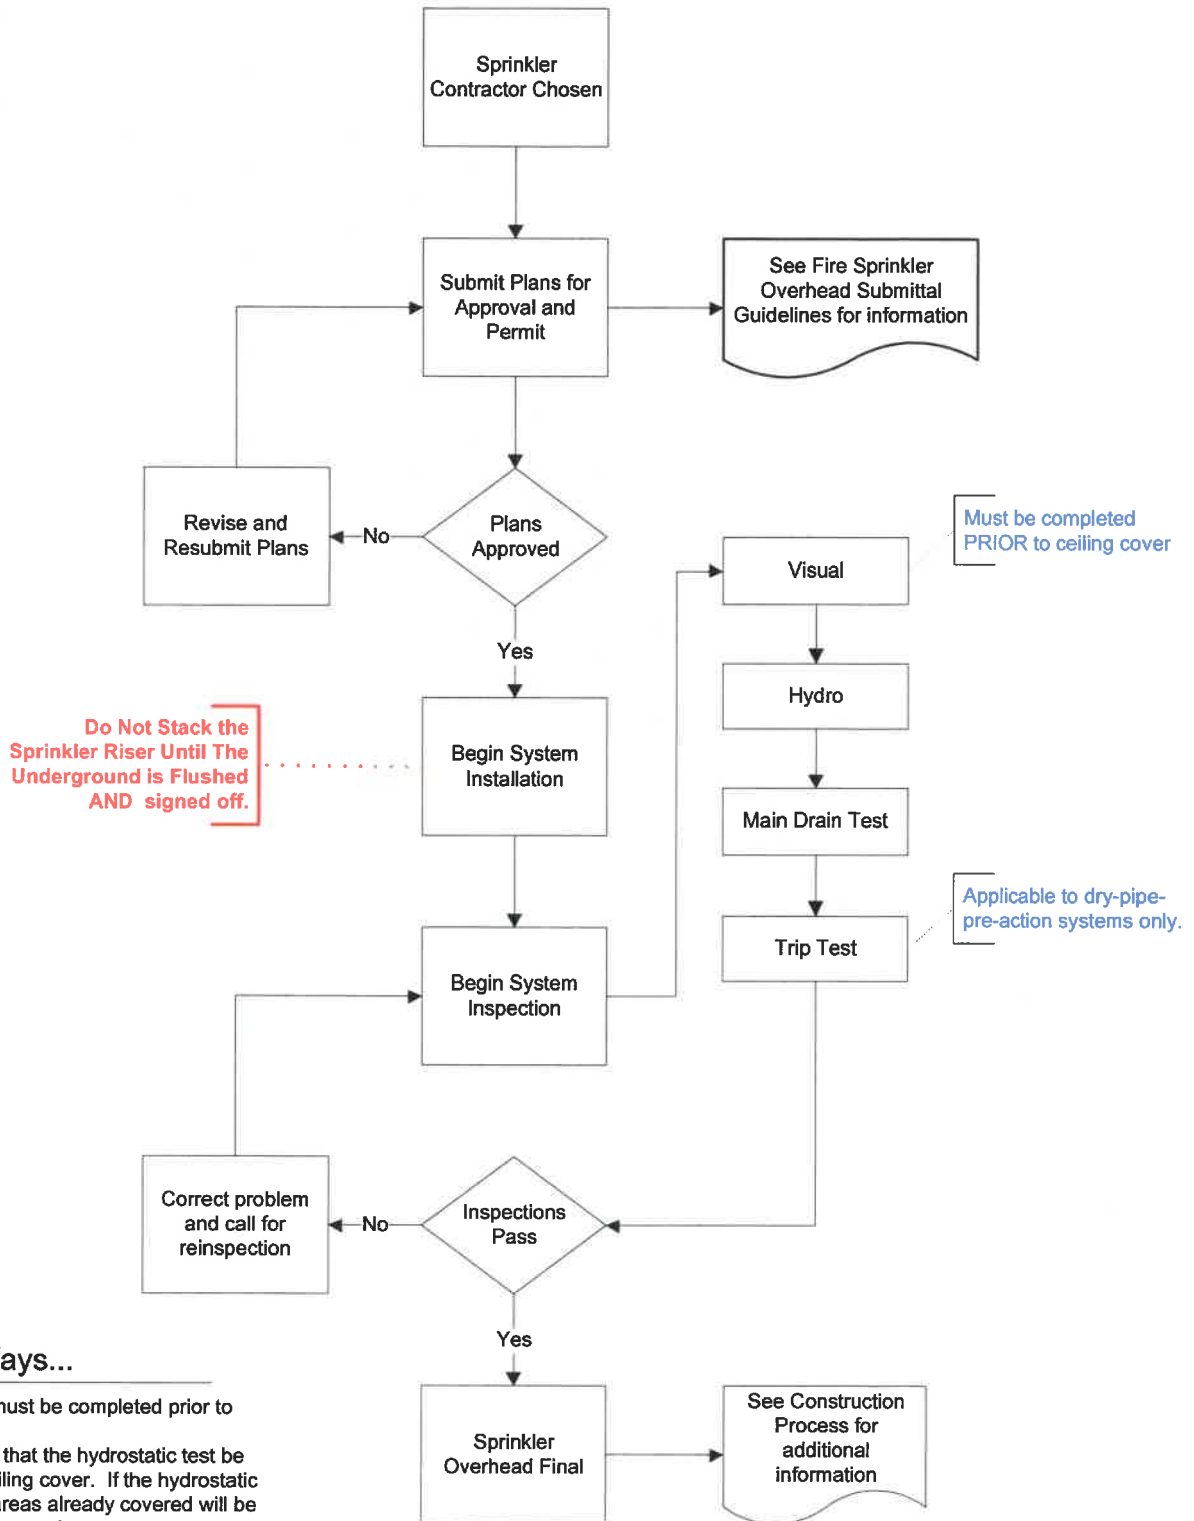 Sprinkler
Contractor Chosen
Submit Plans for
Approval and
Permit
See Fire Sprinkler
Overhead Submittal
Guidelines for information
Revise and
Resubmit Plans
No
Plans
Approved
Must be completed
PRIOR to ceiling cover
Visual
Yes
Hydro
Do Not Stack the
Sprinkler Riser Until The
Underground is Flushed
AND signed off.
Begin System
Installation
Main Drain Test
Applicable to dry-pipe-
pre-action systems only.
Trip Test
Begin System
Inspection
Correct problem
and call for
reinspection
No
Inspections
Pass
Yes
ays...
must be completed prior to
that the hydrostatic test be
iling cover. If the hydrostatic
areas already covered will be
Sprinkler
Overhead Final
See Construction
Process for
additional
information